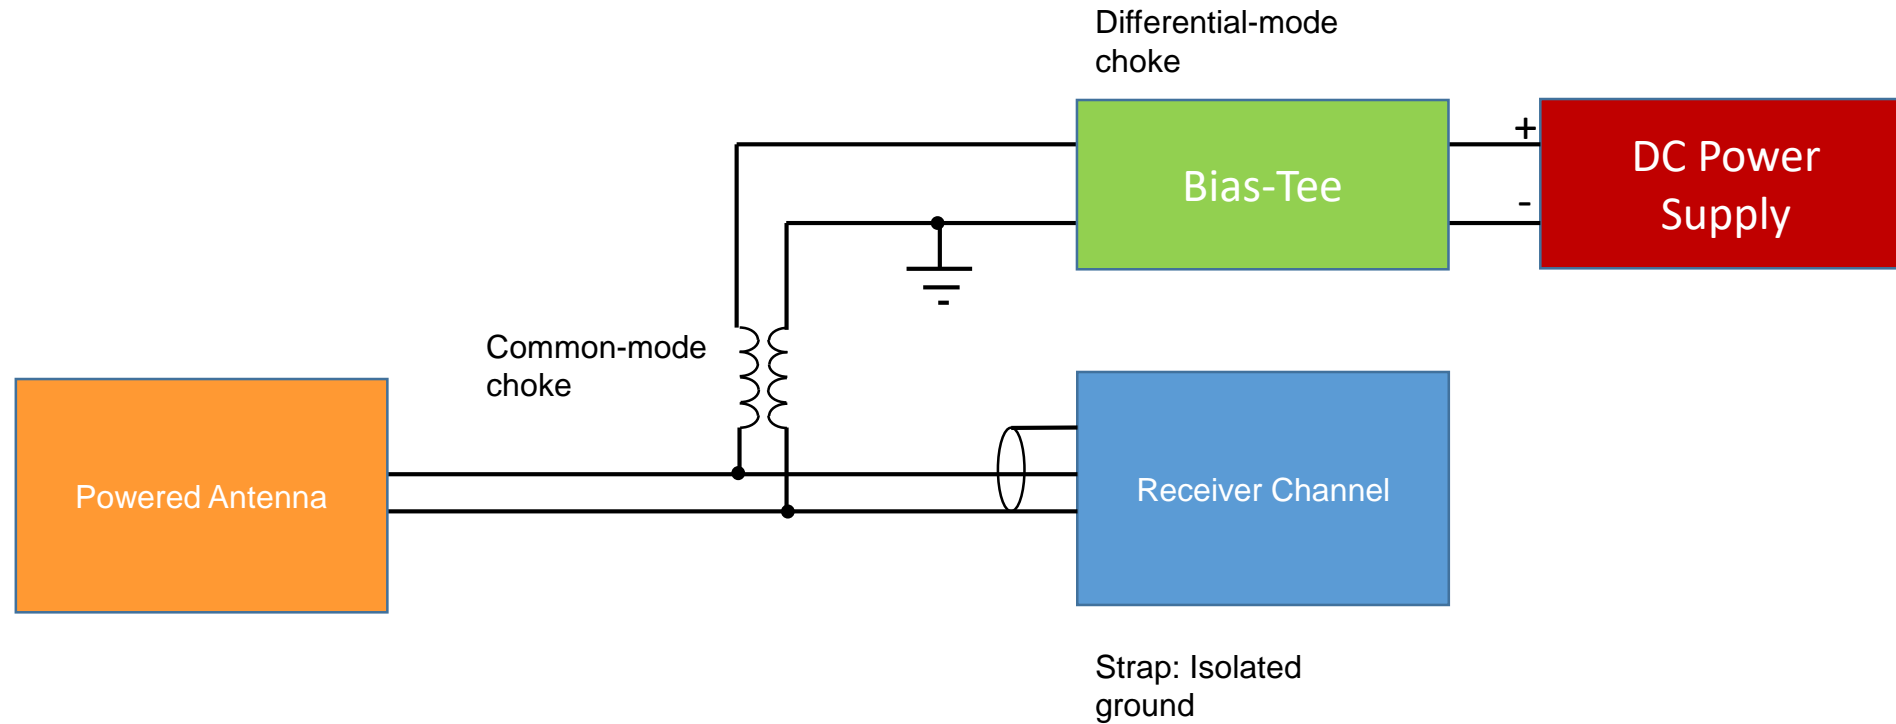 Differential-mode
choke
+
-
Bias-Tee
DC Power
Supply
Common-mode
choke
Powered Antenna
Receiver Channel
Strap: Isolated
ground